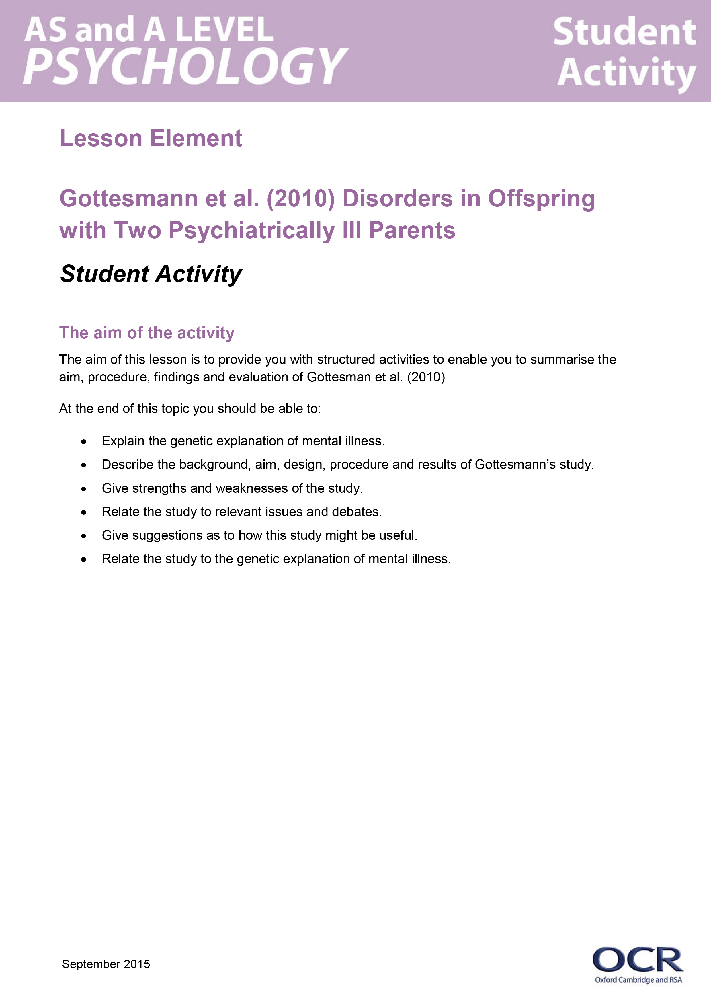 AS and A LEVEL
PSYCHOLOGY
Student
Activity
Lesson Element
Gottesmann et al. (2010) Disorders in Offspring
with Two Psychiatrically Ill Parents
Student Activity
The aim of the activity
The aim of this lesson is to provide you with structured activities to enable you to summarise the
aim, procedure, findings and evaluation of Gottesman et al. (2010)
At the end of this topic you should be able to:
• Explain the genetic explanation of mental illness.
• Describe the background, aim, design, procedure and results of Gottesmann’s study.
• Give strengths and weaknesses of the study.
• Relate the study to relevant issues and debates.
• Give suggestions as to how this study might be useful.
• Relate the study to the genetic explanation of mental illness.
September 2015
OCR
Oxford Cambridge and RSA